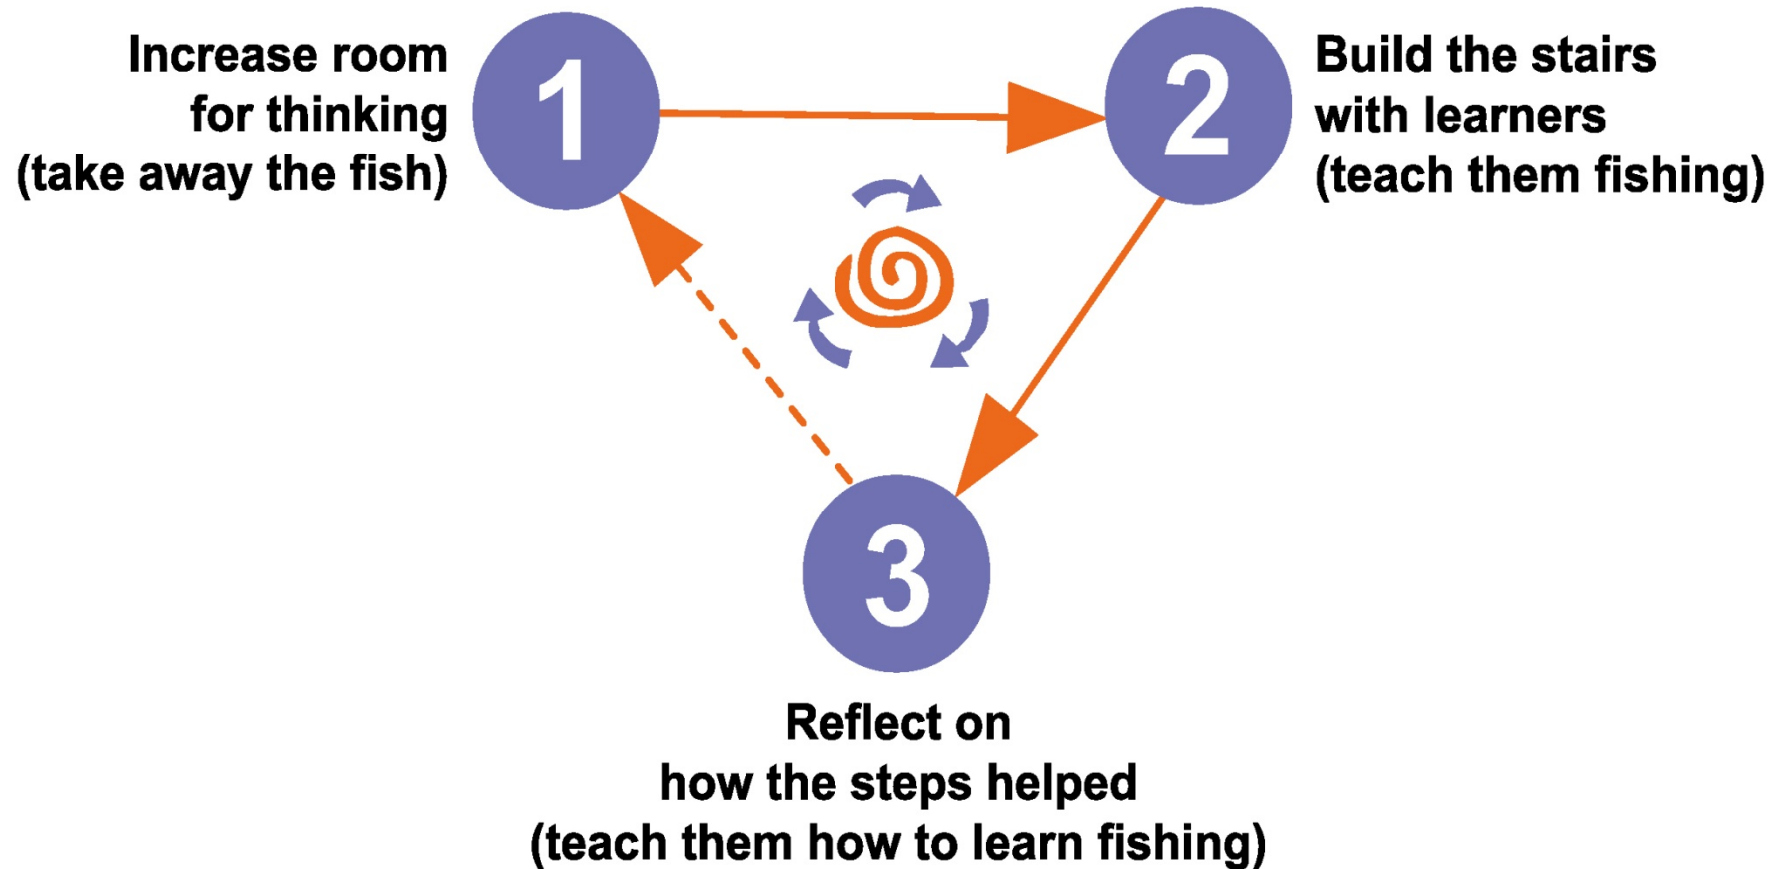 Increase room
for thinking
(take away the fish)
1
2
Build the stairs
with learners
(teach them fishing)
3
Reflect on
how the steps helped
(teach them how to learn fishing)